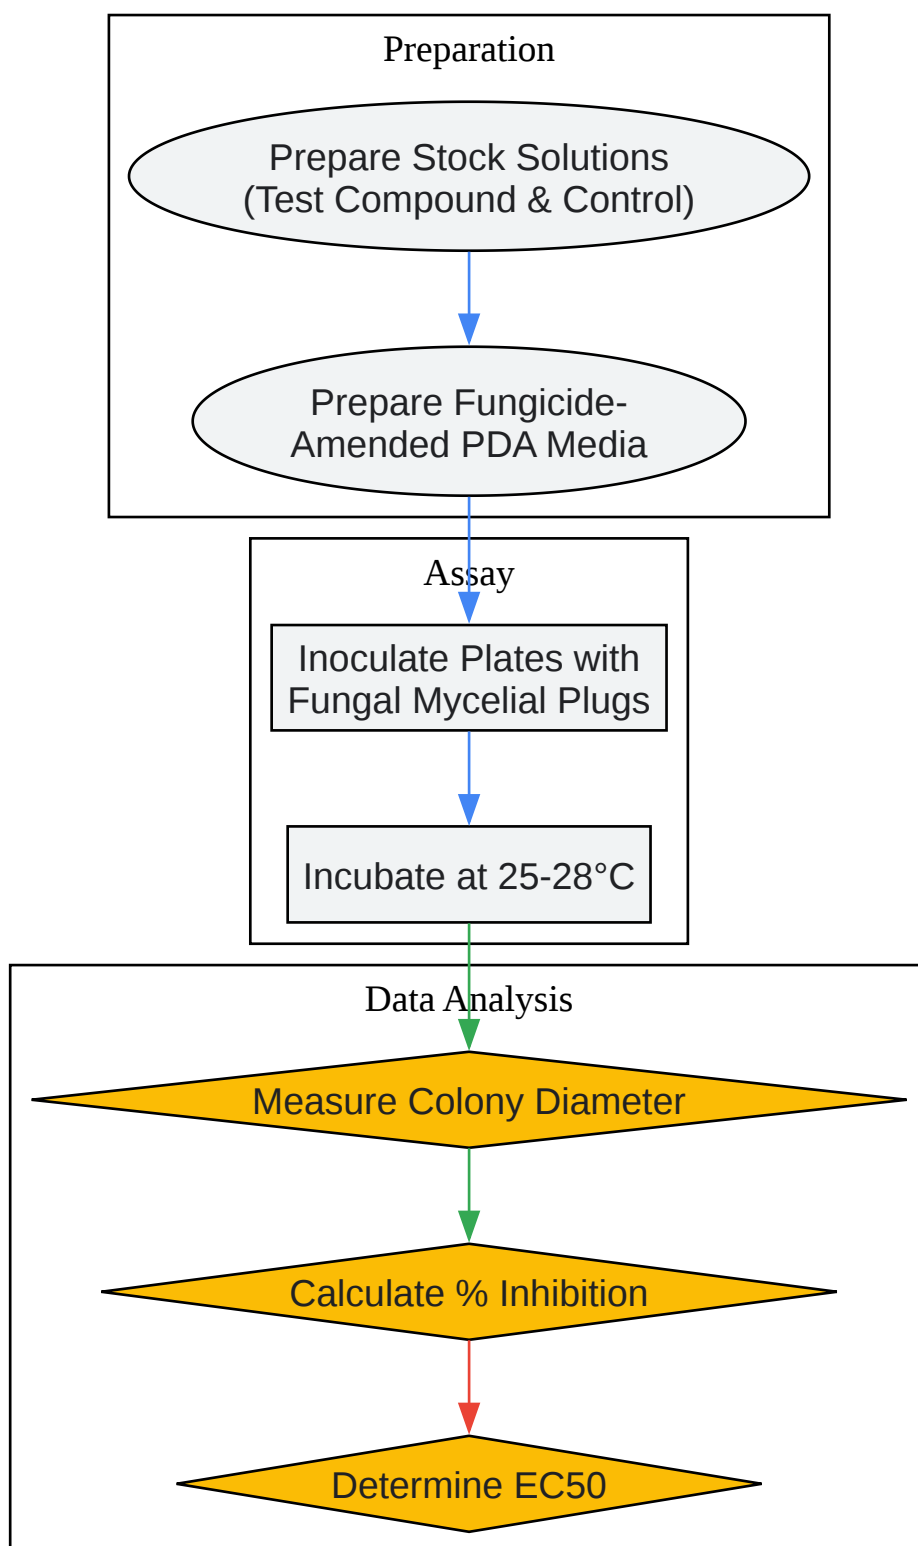 Preparation
Prepare Stock Solutions
(Test Compound & Control)
Prepare Fungicide-
Amended PDA Media
Assay
Inoculate Plates with
Fungal Mycelial Plugs
Incubate at 25-28°C
Data Analysis
Measure Colony Diameter
Calculate % Inhibition
Determine EC50